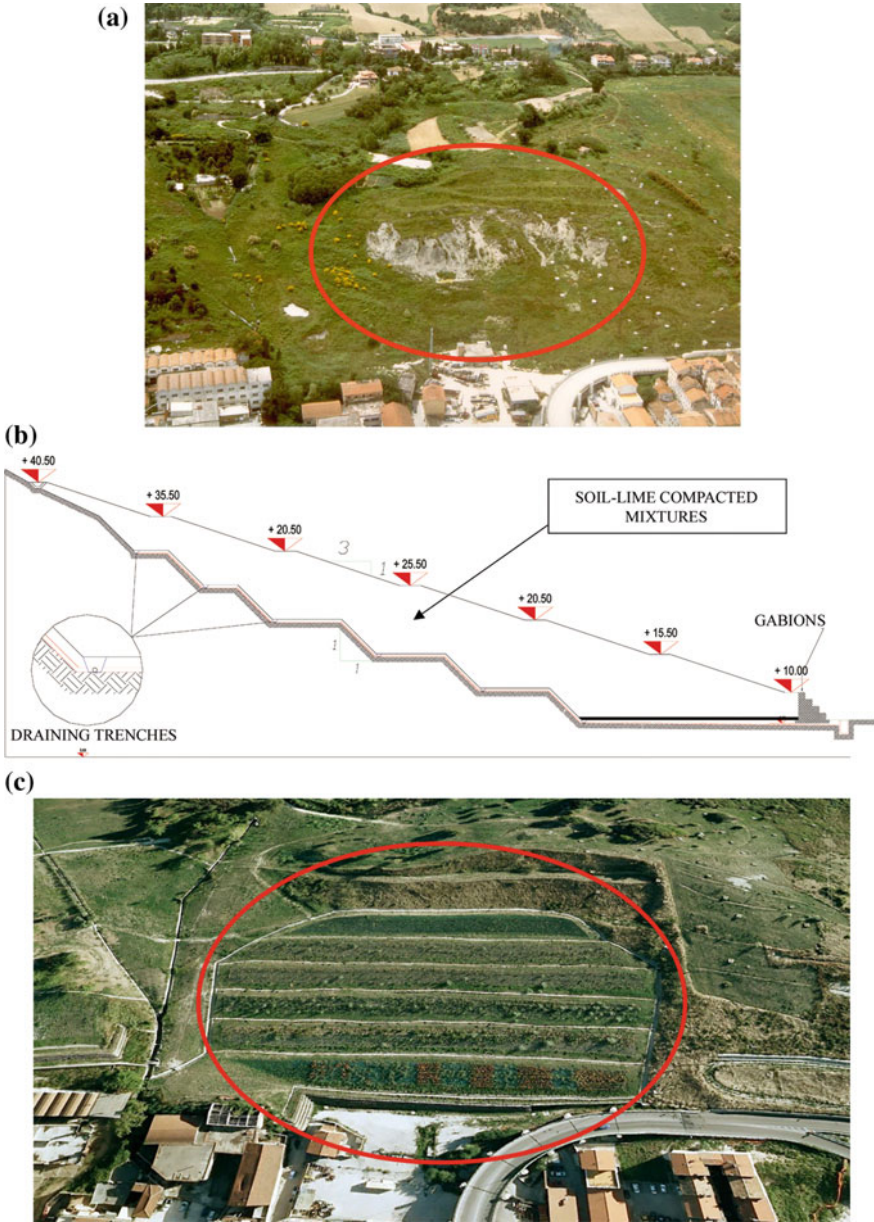 (a)
(b)
+ 40.50
+ 35.50
+ 20.50
3
1
+ 25.50
SOIL-LIME COMPACTED
MIXTURES
+ 20.50
+ 15.50
GABIONS
+ 10.00
1
DRAINING TRENCHES
(c)